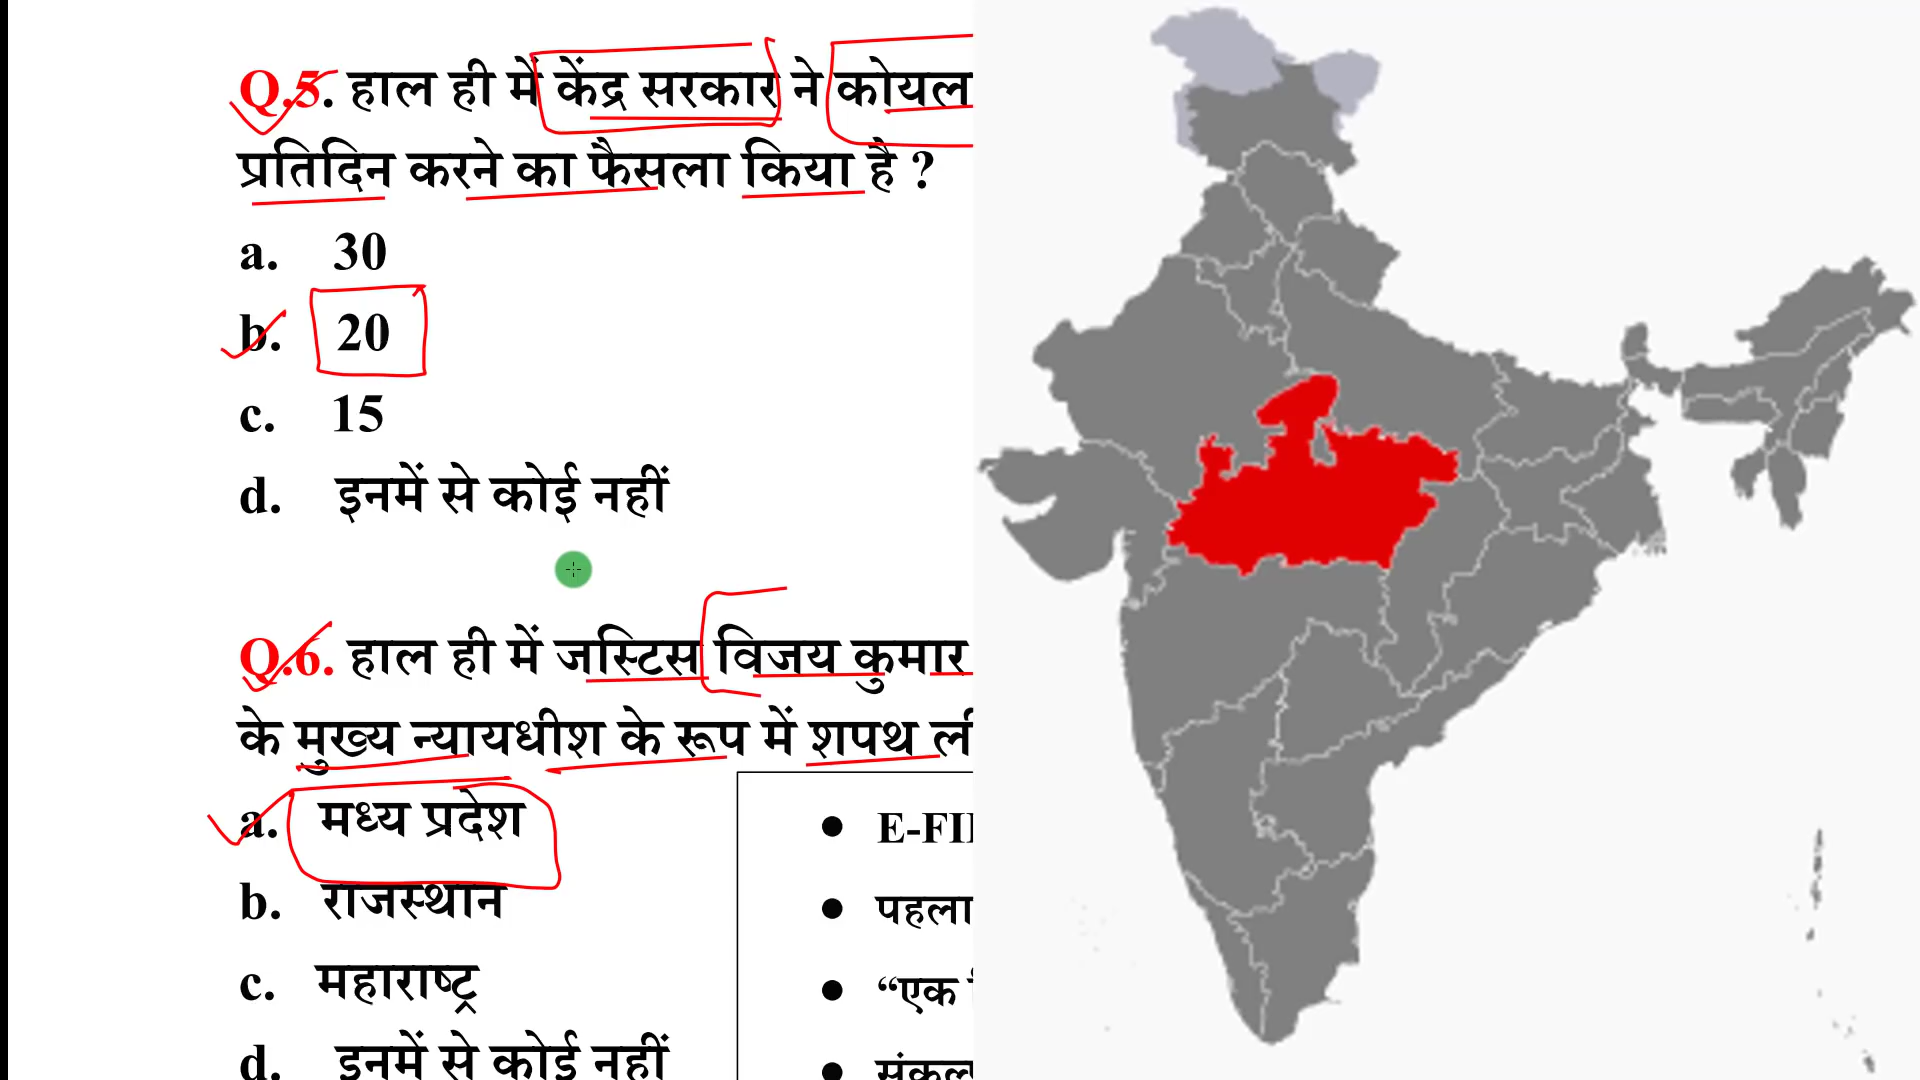 Q.5. हाल ही में केंद्र सरकार ने कोयल
प्रतिदिन करने का फैसला किया है ?
a. 30
b. 20
c. 15
d. इनमें से कोई नहीं
Q.6. हाल ही में जस्टिस विजय कुमार
के मुख्य न्यायधीश के रूप में शपथ ली
a. मध्य प्रदेश
b. राजस्थान
c. महाराष्ट्र
d. इनमें से कोई नहीं
● E-FI
● पहला
● “एक